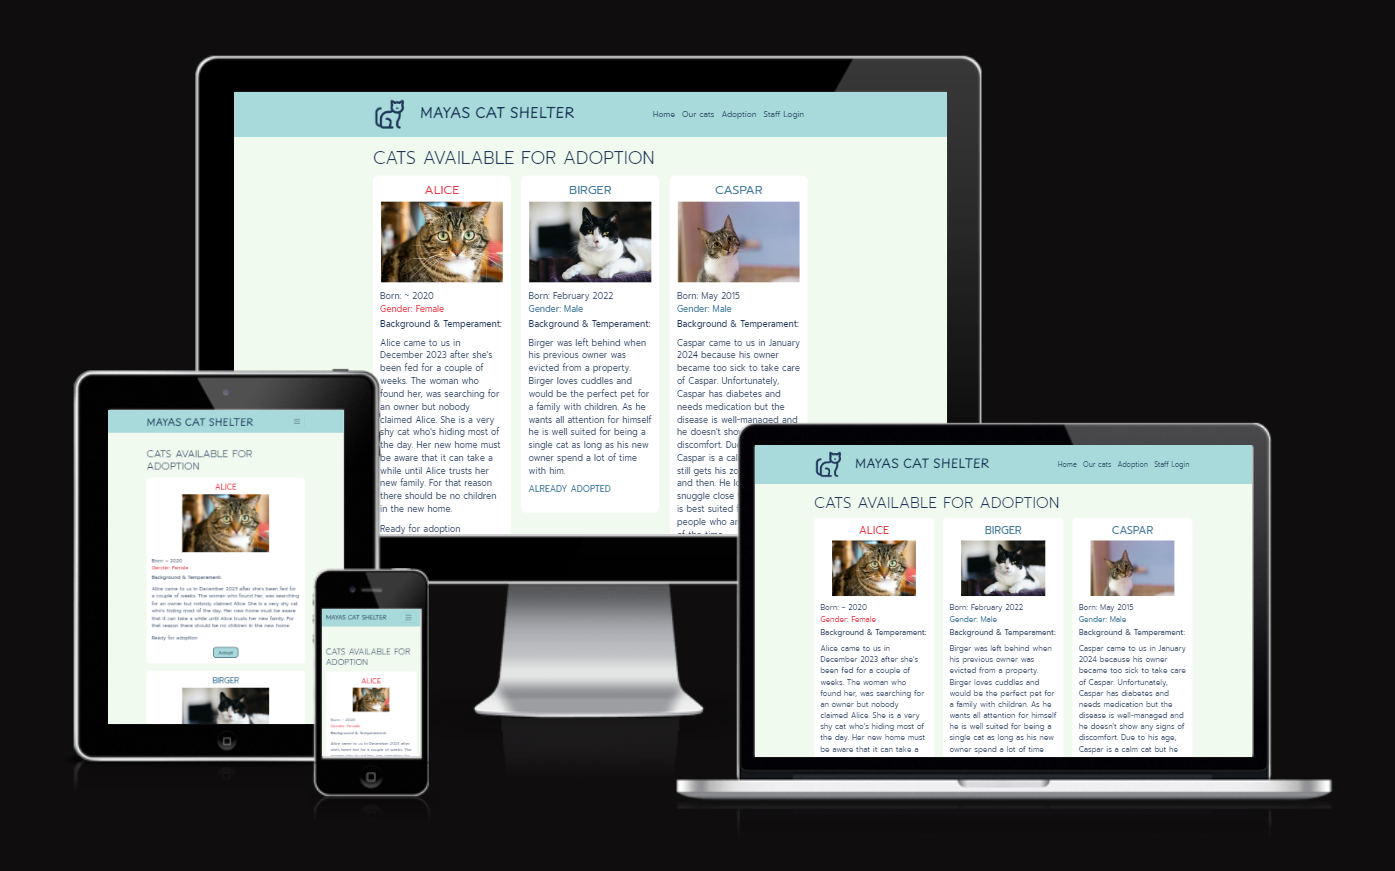 MAYAS CAT SHELTER
Home Our cats Adoption Staff Login
CATS AVAILABLE FOR ADOPTION
ALICE
Born: ~ 2020
Gender: Female
Background & Temperament:
Alice came to us in
December 2023 after she's
been fed for a couple of
weeks. The woman who
found her, was searching for
an owner but nobody
claimed Alice. She is a very
shy cat who's hiding most of
the day. Her new home must
be aware that it can take a
while until Alice trusts her
new family. For that reason
there should be no children
in the new home.
Ready for adoption
BIRGER
Born: February 2022
Gender: Male
Background & Temperament:
Birger was left behind when
his previous owner was
evicted from a property.
Birger loves cuddles and
would be the perfect pet for
a family with children. As he
wants all attention for himself
he is well suited for being a
single cat as long as his new
owner spend a lot of time
with him.
ALREADY ADOPTED
CASPAR
Born: May 2015
Gender: Male
Background & Temperament:
Caspar came to us in January
2024 because his owner
became too sick to take care
of Caspar. Unfortunately,
Caspar has diabetes and
needs medication but the
disease is well-managed and
he doesn't show
discomfort. Du
Caspar is a cal
still gets his zo
and then. He lo
snuggle close
is best suited
people who ar
of the time
MAYAS CAT SHELTER
CATS AVAILABLE FOR
ADOPTION
ALICE
Born: ~ 2020
Gender: Female
Background & Temperament:
Alice came to us in December 2023 after she's been fed for
a couple of weeks. The woman who found her, was searching
for an owner but nobody claimed Alice. She is a very shy cat
who's hiding most of the day. Her new home must be aware
that it can take a while until Alice trusts her new family. For
that reason there should be no children in the new home.
Ready for adoption
Adopt
BIRGER
MAYAS CAT SHELTER
CATS AVAILABLE FOR
ADOPTION
ALICE
Born: ~ 2020
Gender: Female
Background & Temperament:
Alice came to us in December 2023 after
she's been fed for a couple of weeks. The
MAYAS CAT SHELTER
Home Our cats Adoption Staff Login
CATS AVAILABLE FOR ADOPTION
ALICE
Born: ~ 2020
Gender: Female
Background & Temperament:
Alice came to us in
December 2023 after she's
been fed for a couple of
weeks. The woman who
found her, was searching for
an owner but nobody
claimed Alice. She is a very
shy cat who's hiding most of
the day. Her new home must
be aware that it can take a
BIRGER
Born: February 2022
Gender: Male
Background & Temperament:
Birger was left behind when
his previous owner was
evicted from a property.
Birger loves cuddles and
would be the perfect pet for
a family with children. As he
wants all attention for himself
he is well suited for being a
single cat as long as his new
owner spend a lot of time
CASPAR
Born: May 2015
Gender: Male
Background & Temperament:
Caspar came to us in January
2024 because his owner
became too sick to take care
of Caspar. Unfortunately,
Caspar has diabetes and
needs medication but the
disease is well-managed and
he doesn't show any signs of
discomfort. Due to his age,
Caspar is a calm cat but he